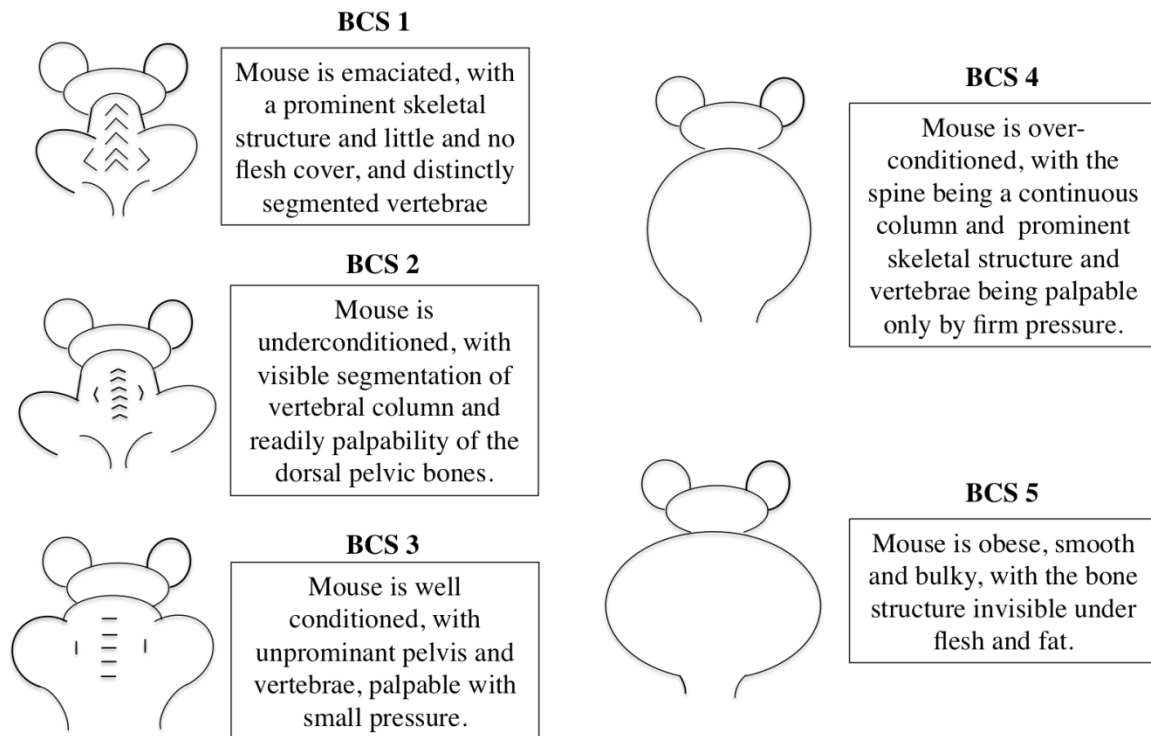 BCS 1
Mouse is emaciated, with
a prominent skeletal
structure and little and no
flesh cover, and distinctly
segmented vertebrae
BCS 2
Mouse is
underconditioned, with
visible segmentation of
vertebral column and
readily palpability of the
dorsal pelvic bones.
BCS 3
Mouse is well
conditioned, with
unprominant pelvis and
vertebrae, palpable with
small pressure.
BCS 4
Mouse is over-
conditioned, with the
spine being a continuous
column and prominent
skeletal structure and
vertebrae being palpable
only by firm pressure.
BCS 5
Mouse is obese, smooth
and bulky, with the bone
structure invisible under
flesh and fat.